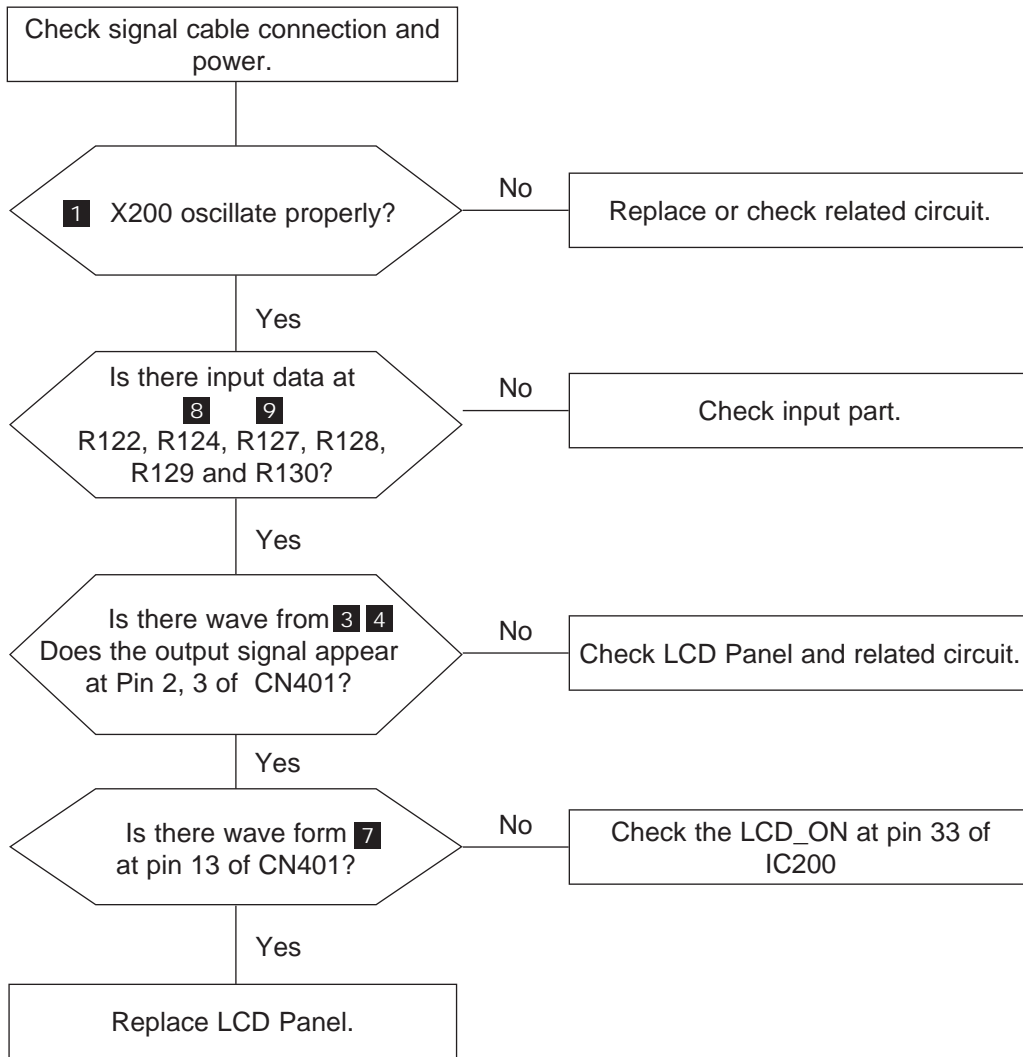 Check signal cable connection and
power.
1 X200 oscillate properly?
No
Replace or check related circuit.
Yes
Is there input data at
8 9
R122, R124, R127, R128,
R129 and R130?
No
Check input part.
Yes
Is there wave from 3 4
Does the output signal appear
at Pin 2, 3 of CN401?
No
Check LCD Panel and related circuit.
Yes
Is there wave form 7
at pin 13 of CN401?
No
Check the LCD_ON at pin 33 of
IC200
Yes
Replace LCD Panel.